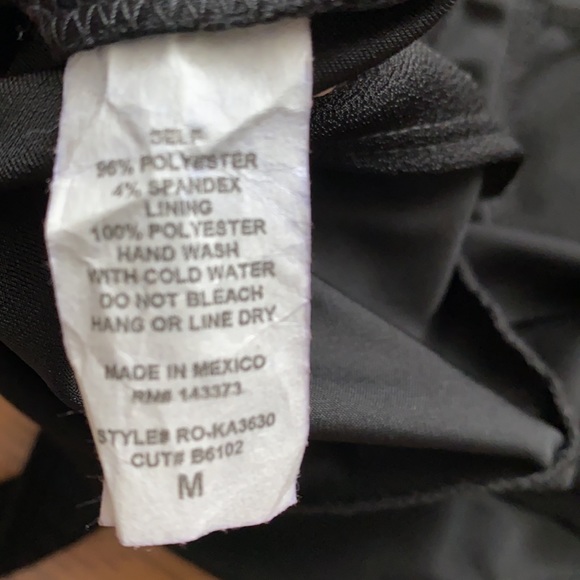 SELF
96% POLYESTER
4% SPANDEX
LINING
100% POLYESTER
HAND WASH
WITH COLD WATER
DO NOT BLEACH
HANG OR LINE DRY
MADE IN MEXICO
RN# 143373
STYLE# RO-KA3630
CUT# B6102
M